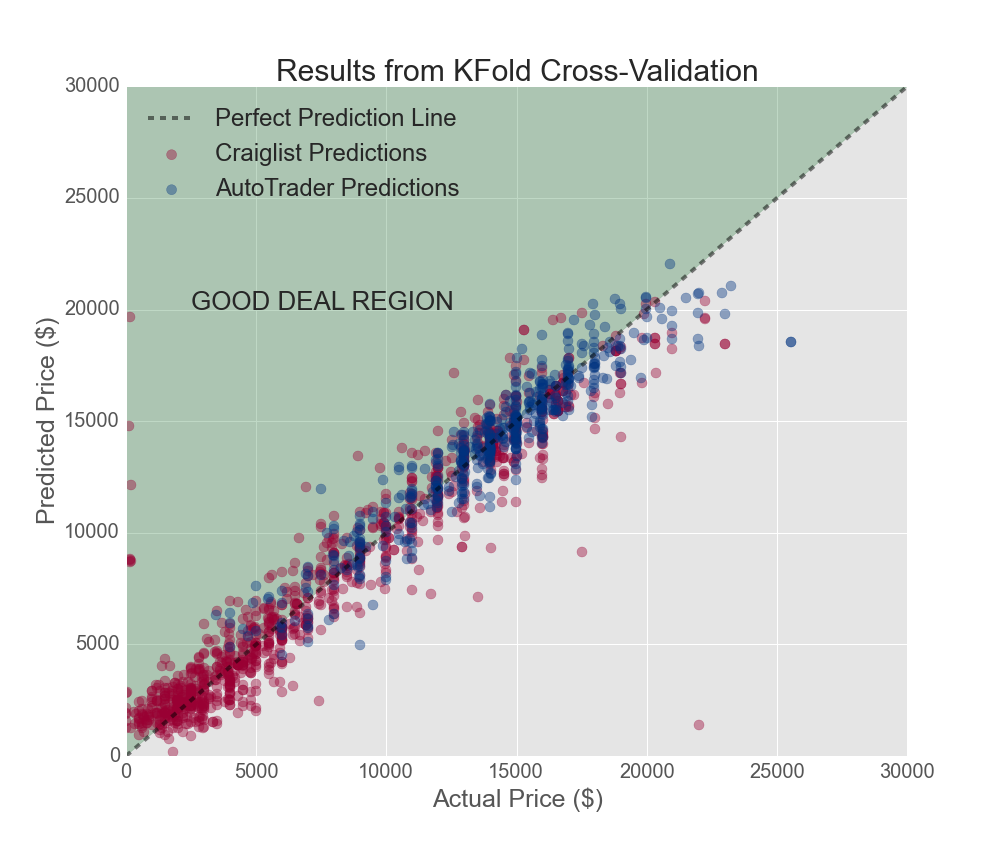 Results from KFold Cross-Validation
Perfect Prediction Line
Craiglist Predictions
AutoTrader Predictions
GOOD DEAL REGION
Predicted Price ($)
30000
25000
20000
15000
10000
5000
0
0 5000 10000 15000 20000 25000 30000
Actual Price ($)